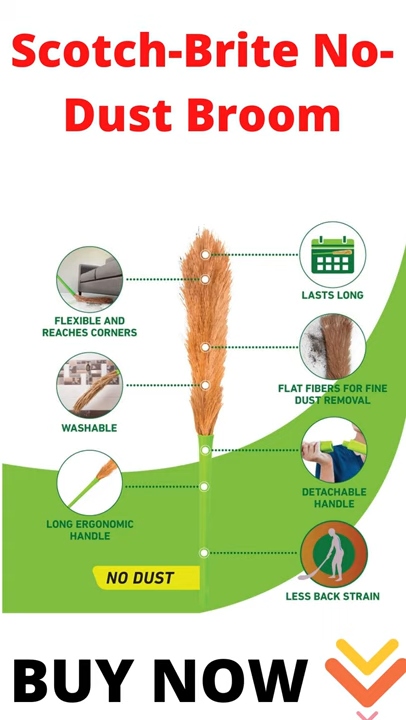 Scotch-Brite No-
Dust Broom
LASTS LONG
FLEXIBLE AND
REACHES CORNERS
FLAT FIBERS FOR FINE
DUST REMOVAL
WASHABLE
DETACHABLE
HANDLE
LONG ERGONOMIC
HANDLE
NO DUST
LESS BACK STRAIN
BUY NOW